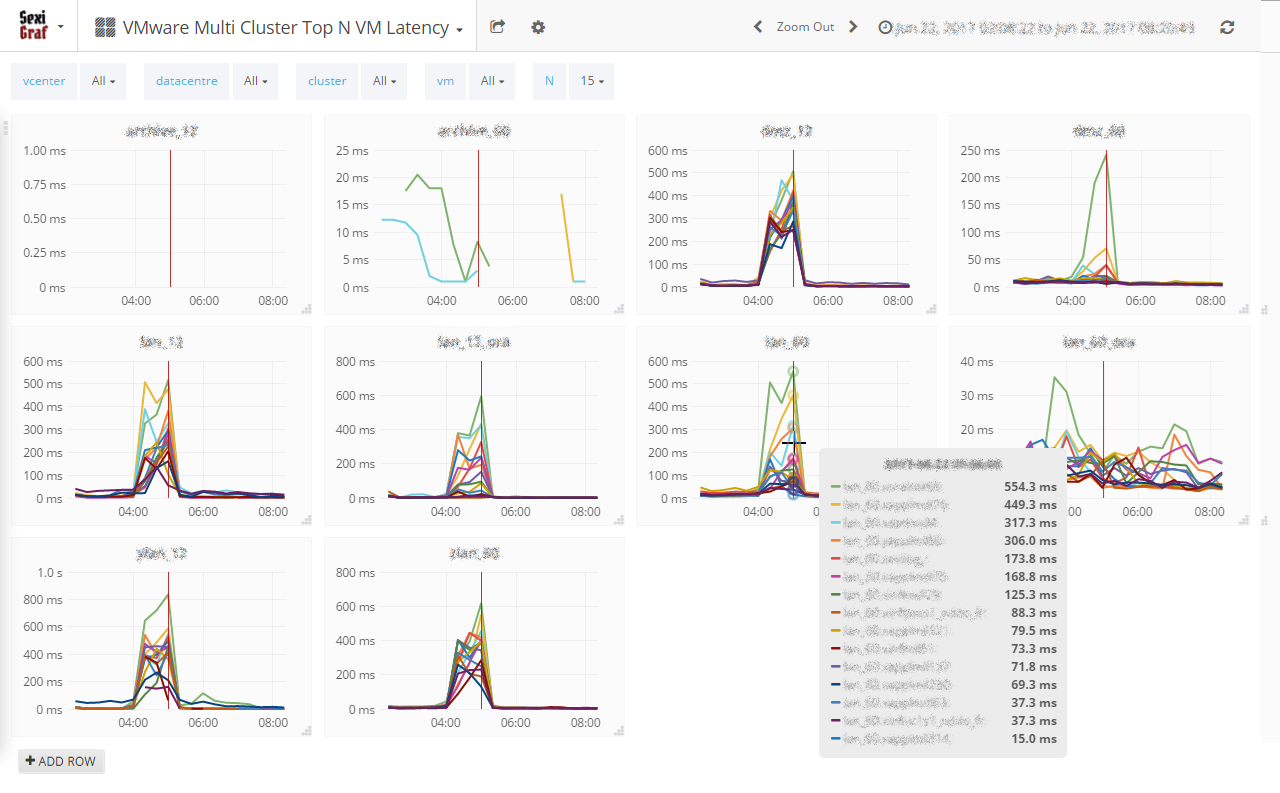 Sexi
Graf
VMware Multi Cluster Top N VM Latency
Zoom Out
vcenter All datacentre All cluster All vm All N 15
1.00 ms
0.75 ms
0.50 ms
0.25 ms
0 ms
04:00 06:00 08:00
25 ms
20 ms
15 ms
10 ms
5 ms
0 ms
04:00 06:00 08:00
600 ms
500 ms
400 ms
300 ms
200 ms
100 ms
0 ms
04:00 06:00 08:00
250 ms
200 ms
150 ms
100 ms
50 ms
0 ms
04:00 06:00 08:00
600 ms
500 ms
400 ms
300 ms
200 ms
100 ms
0 ms
04:00 06:00 08:00
800 ms
600 ms
400 ms
200 ms
0 ms
04:00 06:00 08:00
600 ms
500 ms
400 ms
300 ms
200 ms
100 ms
0 ms
04:00
40 ms
30 ms
20 ms
06:00 08:00
554.3 ms
449.3 ms
317.3 ms
306.0 ms
173.8 ms
168.8 ms
125.3 ms
88.3 ms
79.5 ms
73.3 ms
71.8 ms
69.3 ms
37.3 ms
37.3 ms
15.0 ms
1.0 s
800 ms
600 ms
400 ms
200 ms
0 ms
04:00 06:00 08:00
800 ms
600 ms
400 ms
200 ms
0 ms
04:00 06:00 08:00
ADD ROW